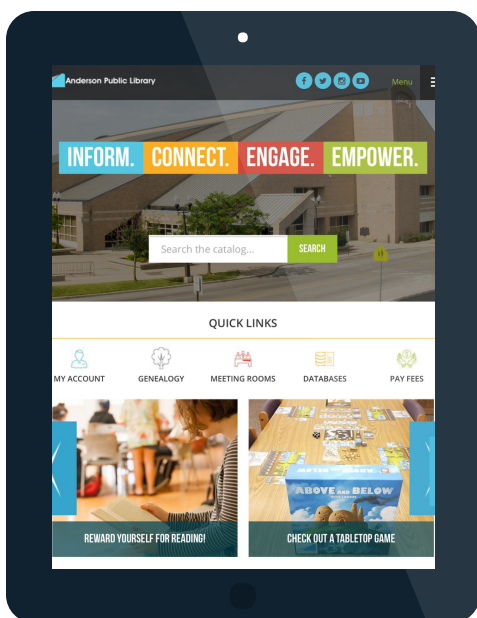 Anderson Public Library
Menu
INFORM. CONNECT. ENGAGE. EMPOWER.
Search the catalog... SEARCH
QUICK LINKS
MY ACCOUNT GENEALOGY MEETING ROOMS DATABASES PAY FEES
ABOVE AND BELOW
REWARD YOURSELF FOR READING! CHECK OUT A TABLETOP GAME